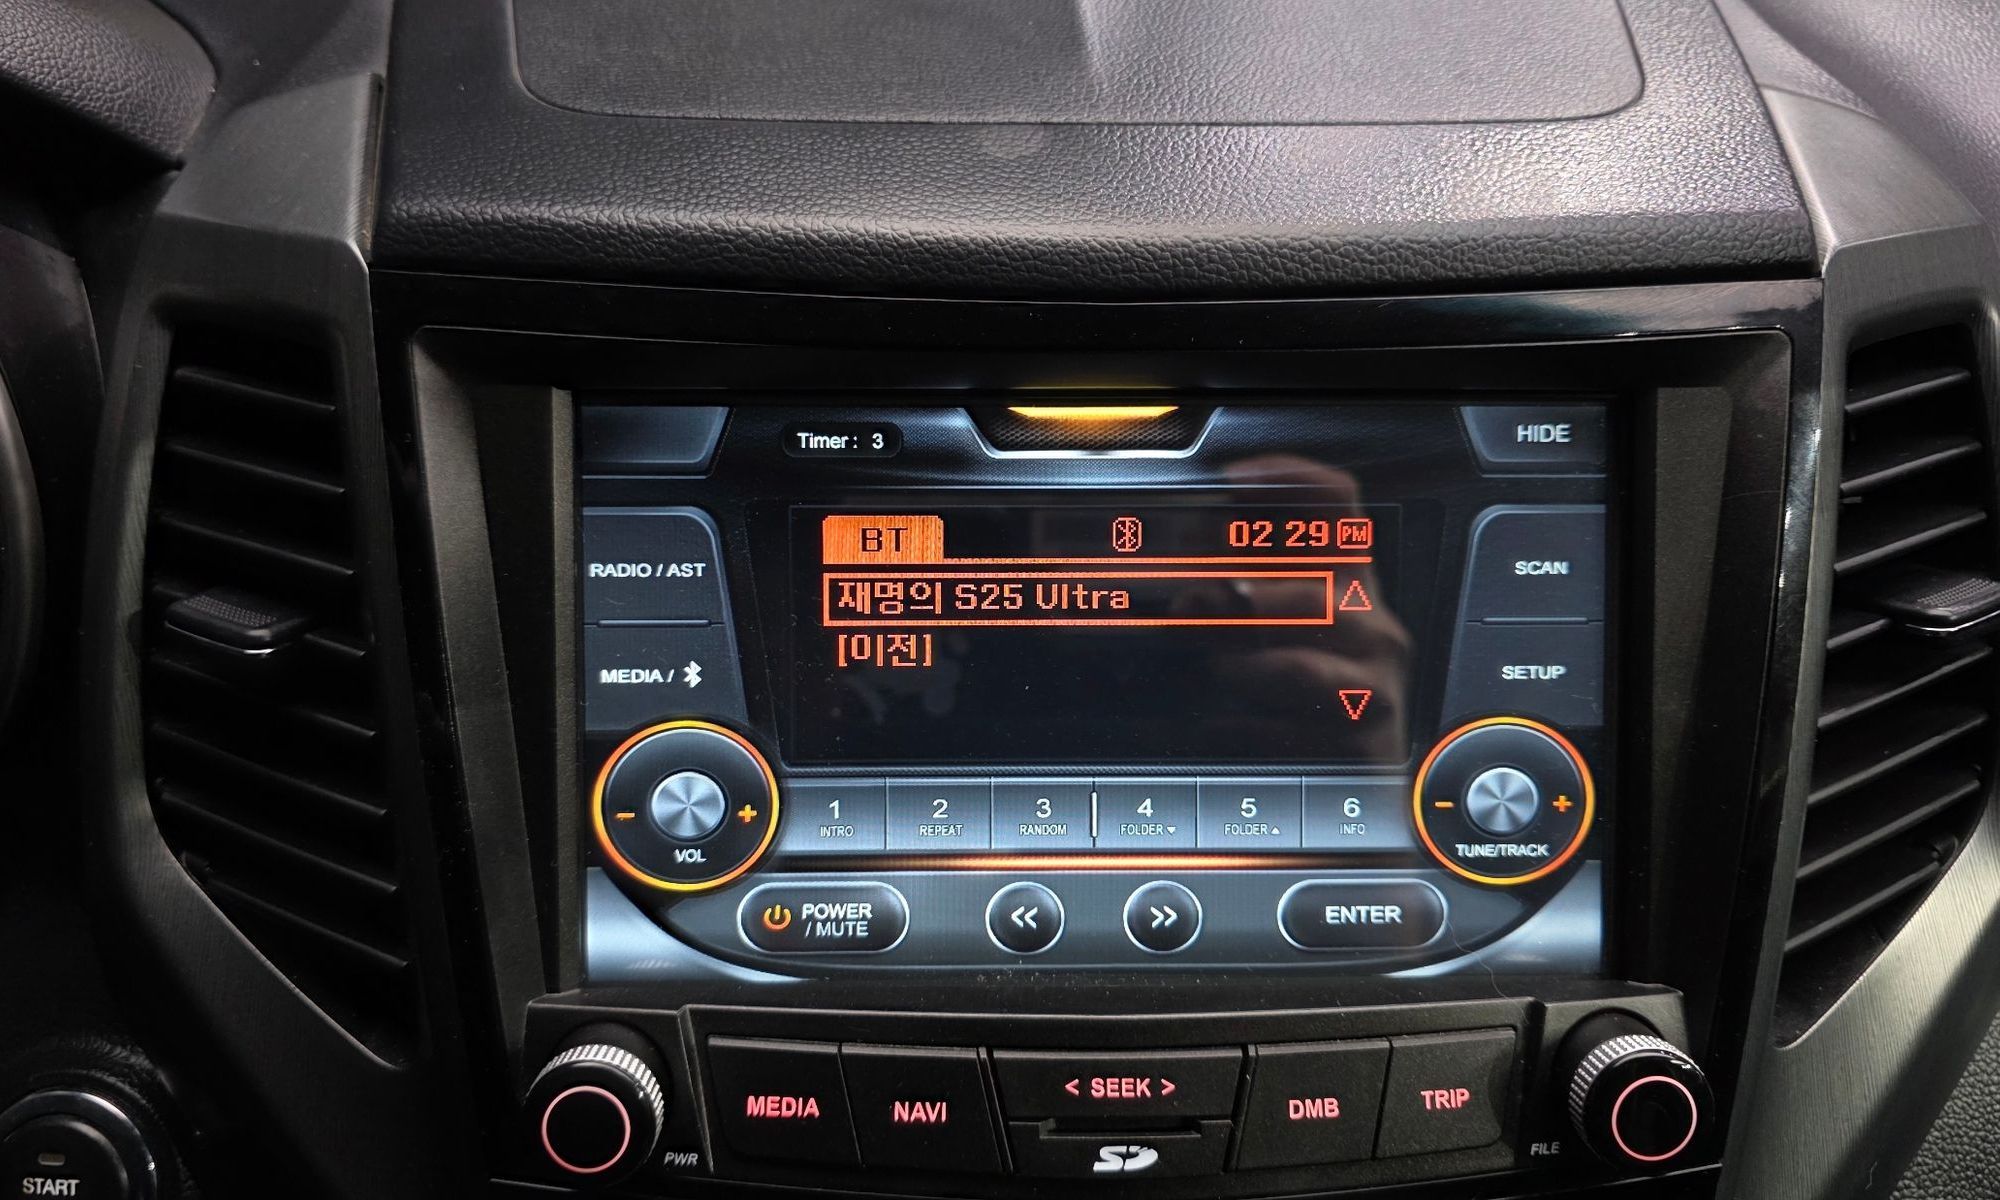 Timer : 3
HIDE
BT
02 29 PM
RADIO / AST
재명의 S25 Ultra
SCAN
[이전]
MEDIA /
SETUP
- +
VOL
1 INTRO
2 REPEAT
3 RANDOM
4 FOLDER ▼
5 FOLDER ▲
6 INFO
- +
TUNE/TRACK
POWER
/ MUTE
<<
>>
ENTER
MEDIA
NAVI
< SEEK >
DMB
TRIP
PWR
SD
FILE
START